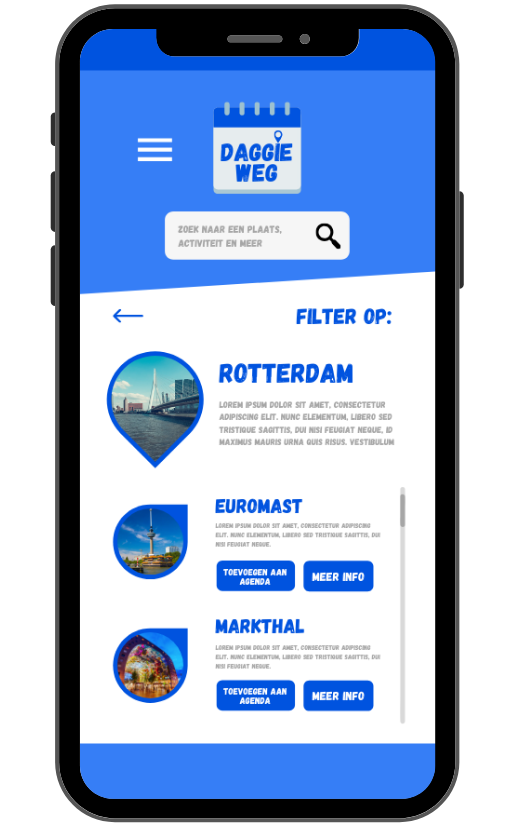 DAGGIE
WEG
ZOEK NAAR EEN PLAATS,
ACTIVITEIT EN MEER
FILTER OP:
ROTTERDAM
LOREM IPSUM DOLOR SIT AMET, CONSECTETUR
ADIPISCING ELIT. NUNC ELEMENTUM, LIBERO SED
TRISTIQUE SAGITTIS, DUI NISI FEUGIAT NEQUE, ID
MAXIMUS MAURIS URNA QUIS RISUS. VESTIBULUM
EUROMAST
LOREM IPSUM DOLOR SIT AMET, CONSECTETUR ADIPISCING
ELIT. NUNC ELEMENTUM, LIBERO SED TRISTIQUE SAGITTIS, DUI
NISI FEUGIAT NEQUE.
TOEVOEGEN AAN
AGENDA
MEER INFO
MARKTHAL
LOREM IPSUM DOLOR SIT AMET, CONSECTETUR ADIPISCING
ELIT. NUNC ELEMENTUM, LIBERO SED TRISTIQUE SAGITTIS, DUI
NISI FEUGIAT NEQUE.
TOEVOEGEN AAN
AGENDA
MEER INFO